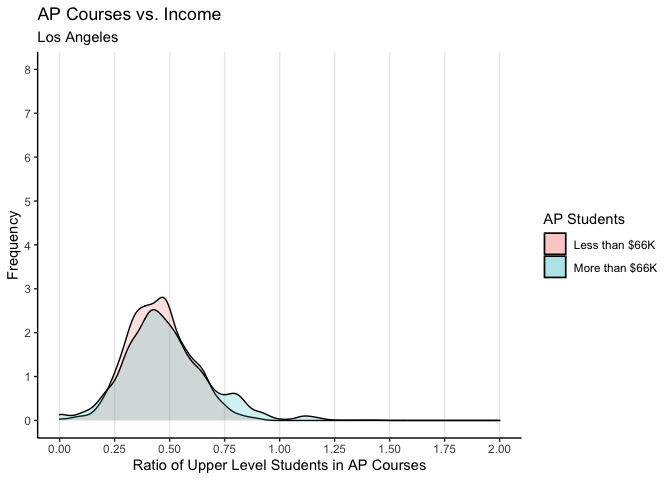 AP Courses vs. Income
Los Angeles
8
7
6
5
4
3
2
1
0
Frequency
0.00 0.25 0.50 0.75 1.00 1.25 1.50 1.75 2.00
Ratio of Upper Level Students in AP Courses
AP Students
Less than $66K
More than $66K